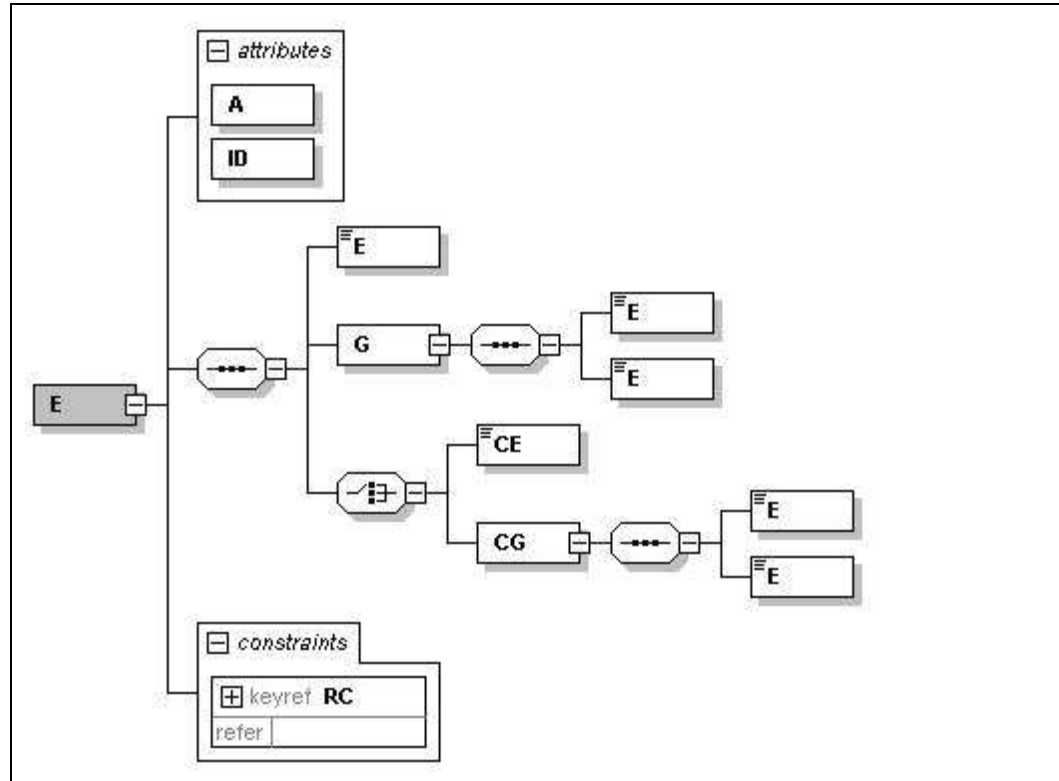 attributes
A
ID
E
E
G
E
E
E
CE
E
CG
E
constraints
keyref RC
refer